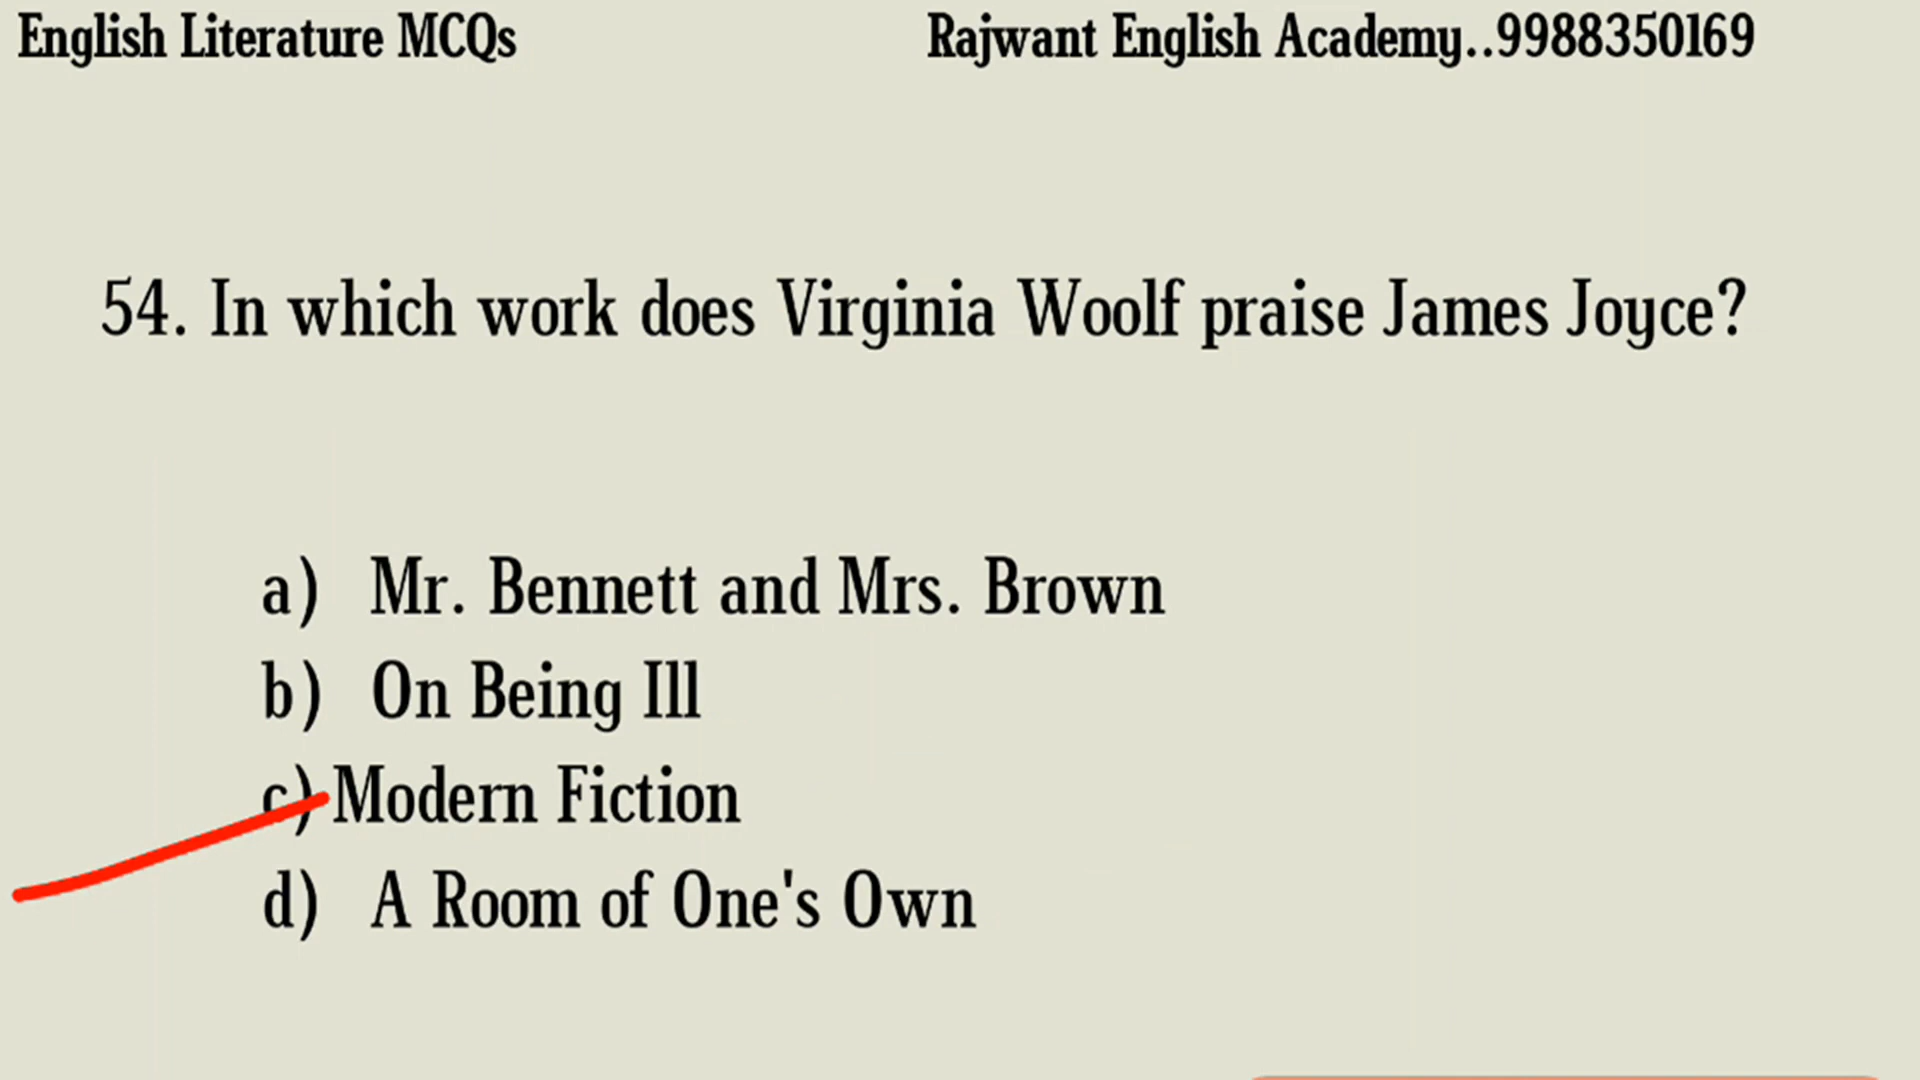 English Literature MCQs
Rajwant English Academy..9988350169
54. In which work does Virginia Woolf praise James Joyce?
a) Mr. Bennett and Mrs. Brown
b) On Being Ill
c) Modern Fiction
d) A Room of One's Own